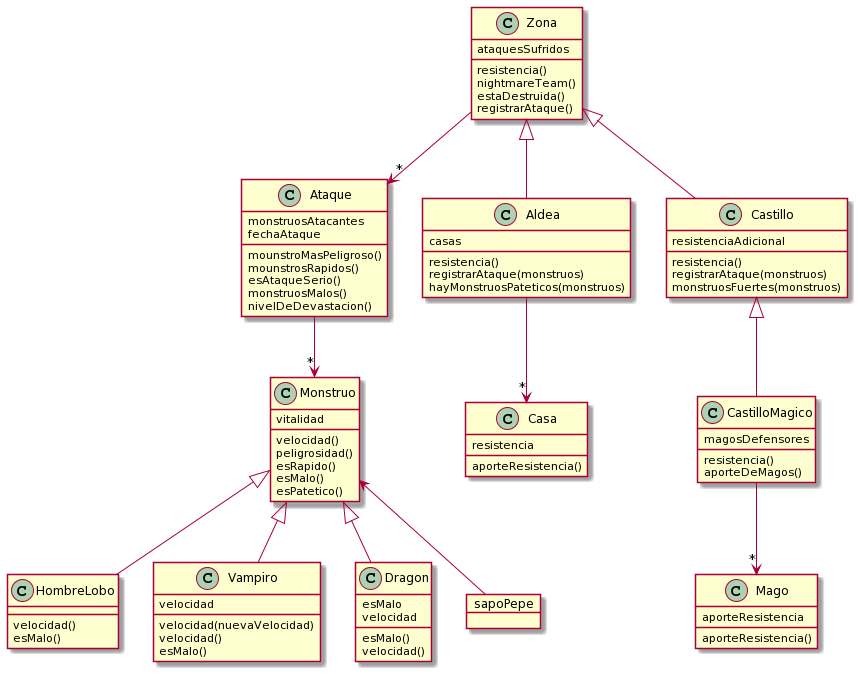 C Zona
ataquesSufridos
resistencia()
nightmareTeam()
estaDestruida()
registrarAtaque()
*
C Ataque
monstruosAtacantes
fechaAtaque
mounstroMasPeligroso()
mounstrosRapidos()
esAtaqueSerio()
monstruosMalos()
nivelDeDevastacion()
C Aldea
casas
resistencia()
registrarAtaque(monstruos)
hayMonstruosPateticos(monstruos)
C Castillo
resistenciaAdicional
resistencia()
registrarAtaque(monstruos)
monstruosFuertes(monstruos)
*
C Monstruo
vitalidad
velocidad()
peligrosidad()
esRapido()
esMalo()
esPatetico()
*
C Casa
resistencia
aporteResistencia()
C CastilloMagico
magosDefensores
resistencia()
aporteDeMagos()
*
C HombreLobo
velocidad()
esMalo()
C Vampiro
velocidad
velocidad(nuevaVelocidad)
velocidad()
esMalo()
C Dragon
esMalo
velocidad
esMalo()
velocidad()
sapoPepe
C Mago
aporteResistencia
aporteResistencia()